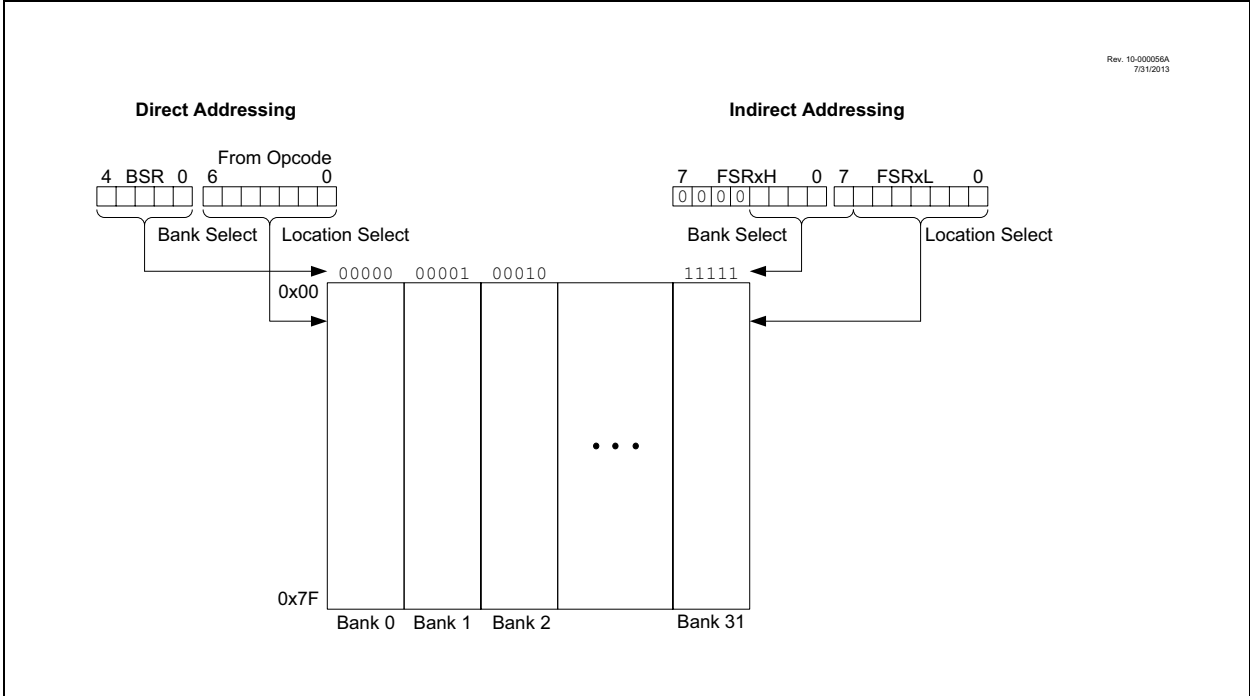 Rev. 10-000056A
7/31/2013
Direct Addressing
Indirect Addressing
From Opcode
4 BSR 0 6 0
7 FSRxH 0 7 FSRxL 0
0 0 0 0
Bank Select Location Select
Bank Select Location Select
00000 00001 00010 11111
0x00
• • •
0x7F
Bank 0 Bank 1 Bank 2 Bank 31